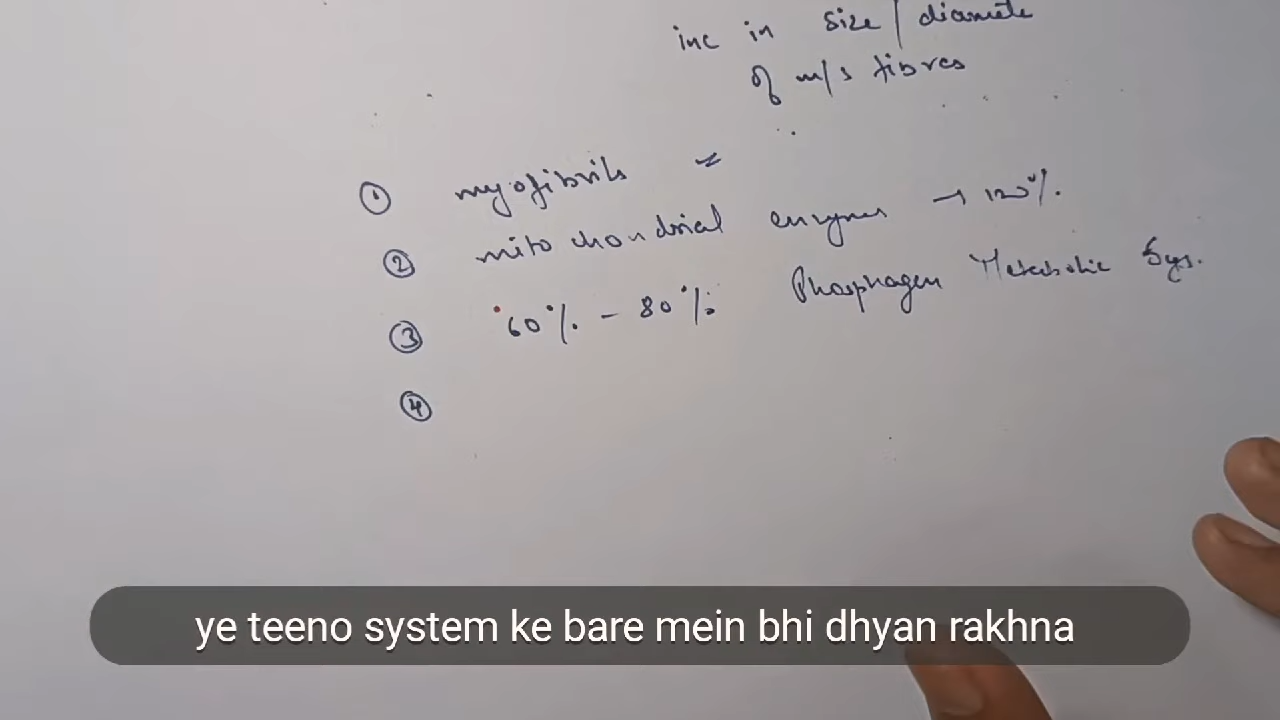 inc in size / diamete
of m/s fibres
① myofibrils
② mitochondrial enzymes → 120%.
③ 60% - 80% Phosphagen Metabolic Sys.
④
ye teeno system ke bare mein bhi dhyan rakhna